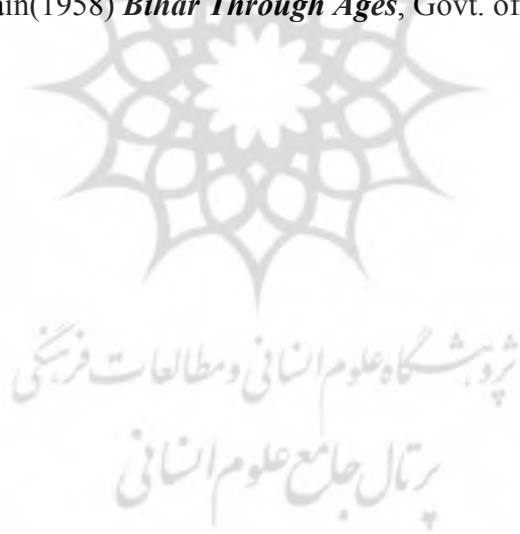 ain(1958) Bihar Through Ages, Govt. of
پژوهشگاه علوم انسانی و مطالعات فرهنگی
پرتال جامع علوم انسانی